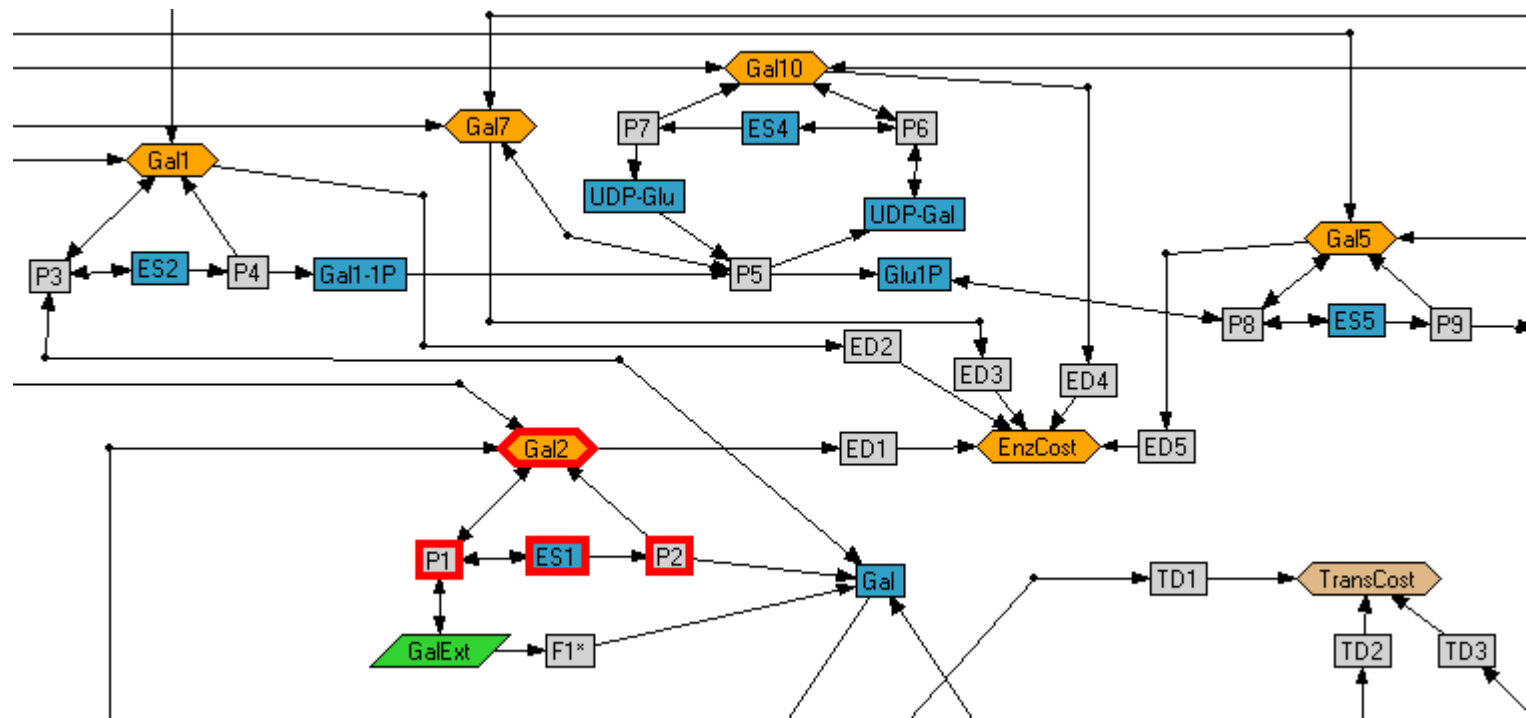 Gal10
Gal7
P7
ES4
P6
Gal1
UDP-Glu
UDP-Gal
Gal5
P3
ES2
P4
Gal1-1P
P5
Glu1P
P8
ES5
P9
ED2
ED3
ED4
Gal2
ED1
EnzCost
ED5
P1
ES1
P2
Gal
TD1
TransCost
GalExt
F1*
TD2
TD3